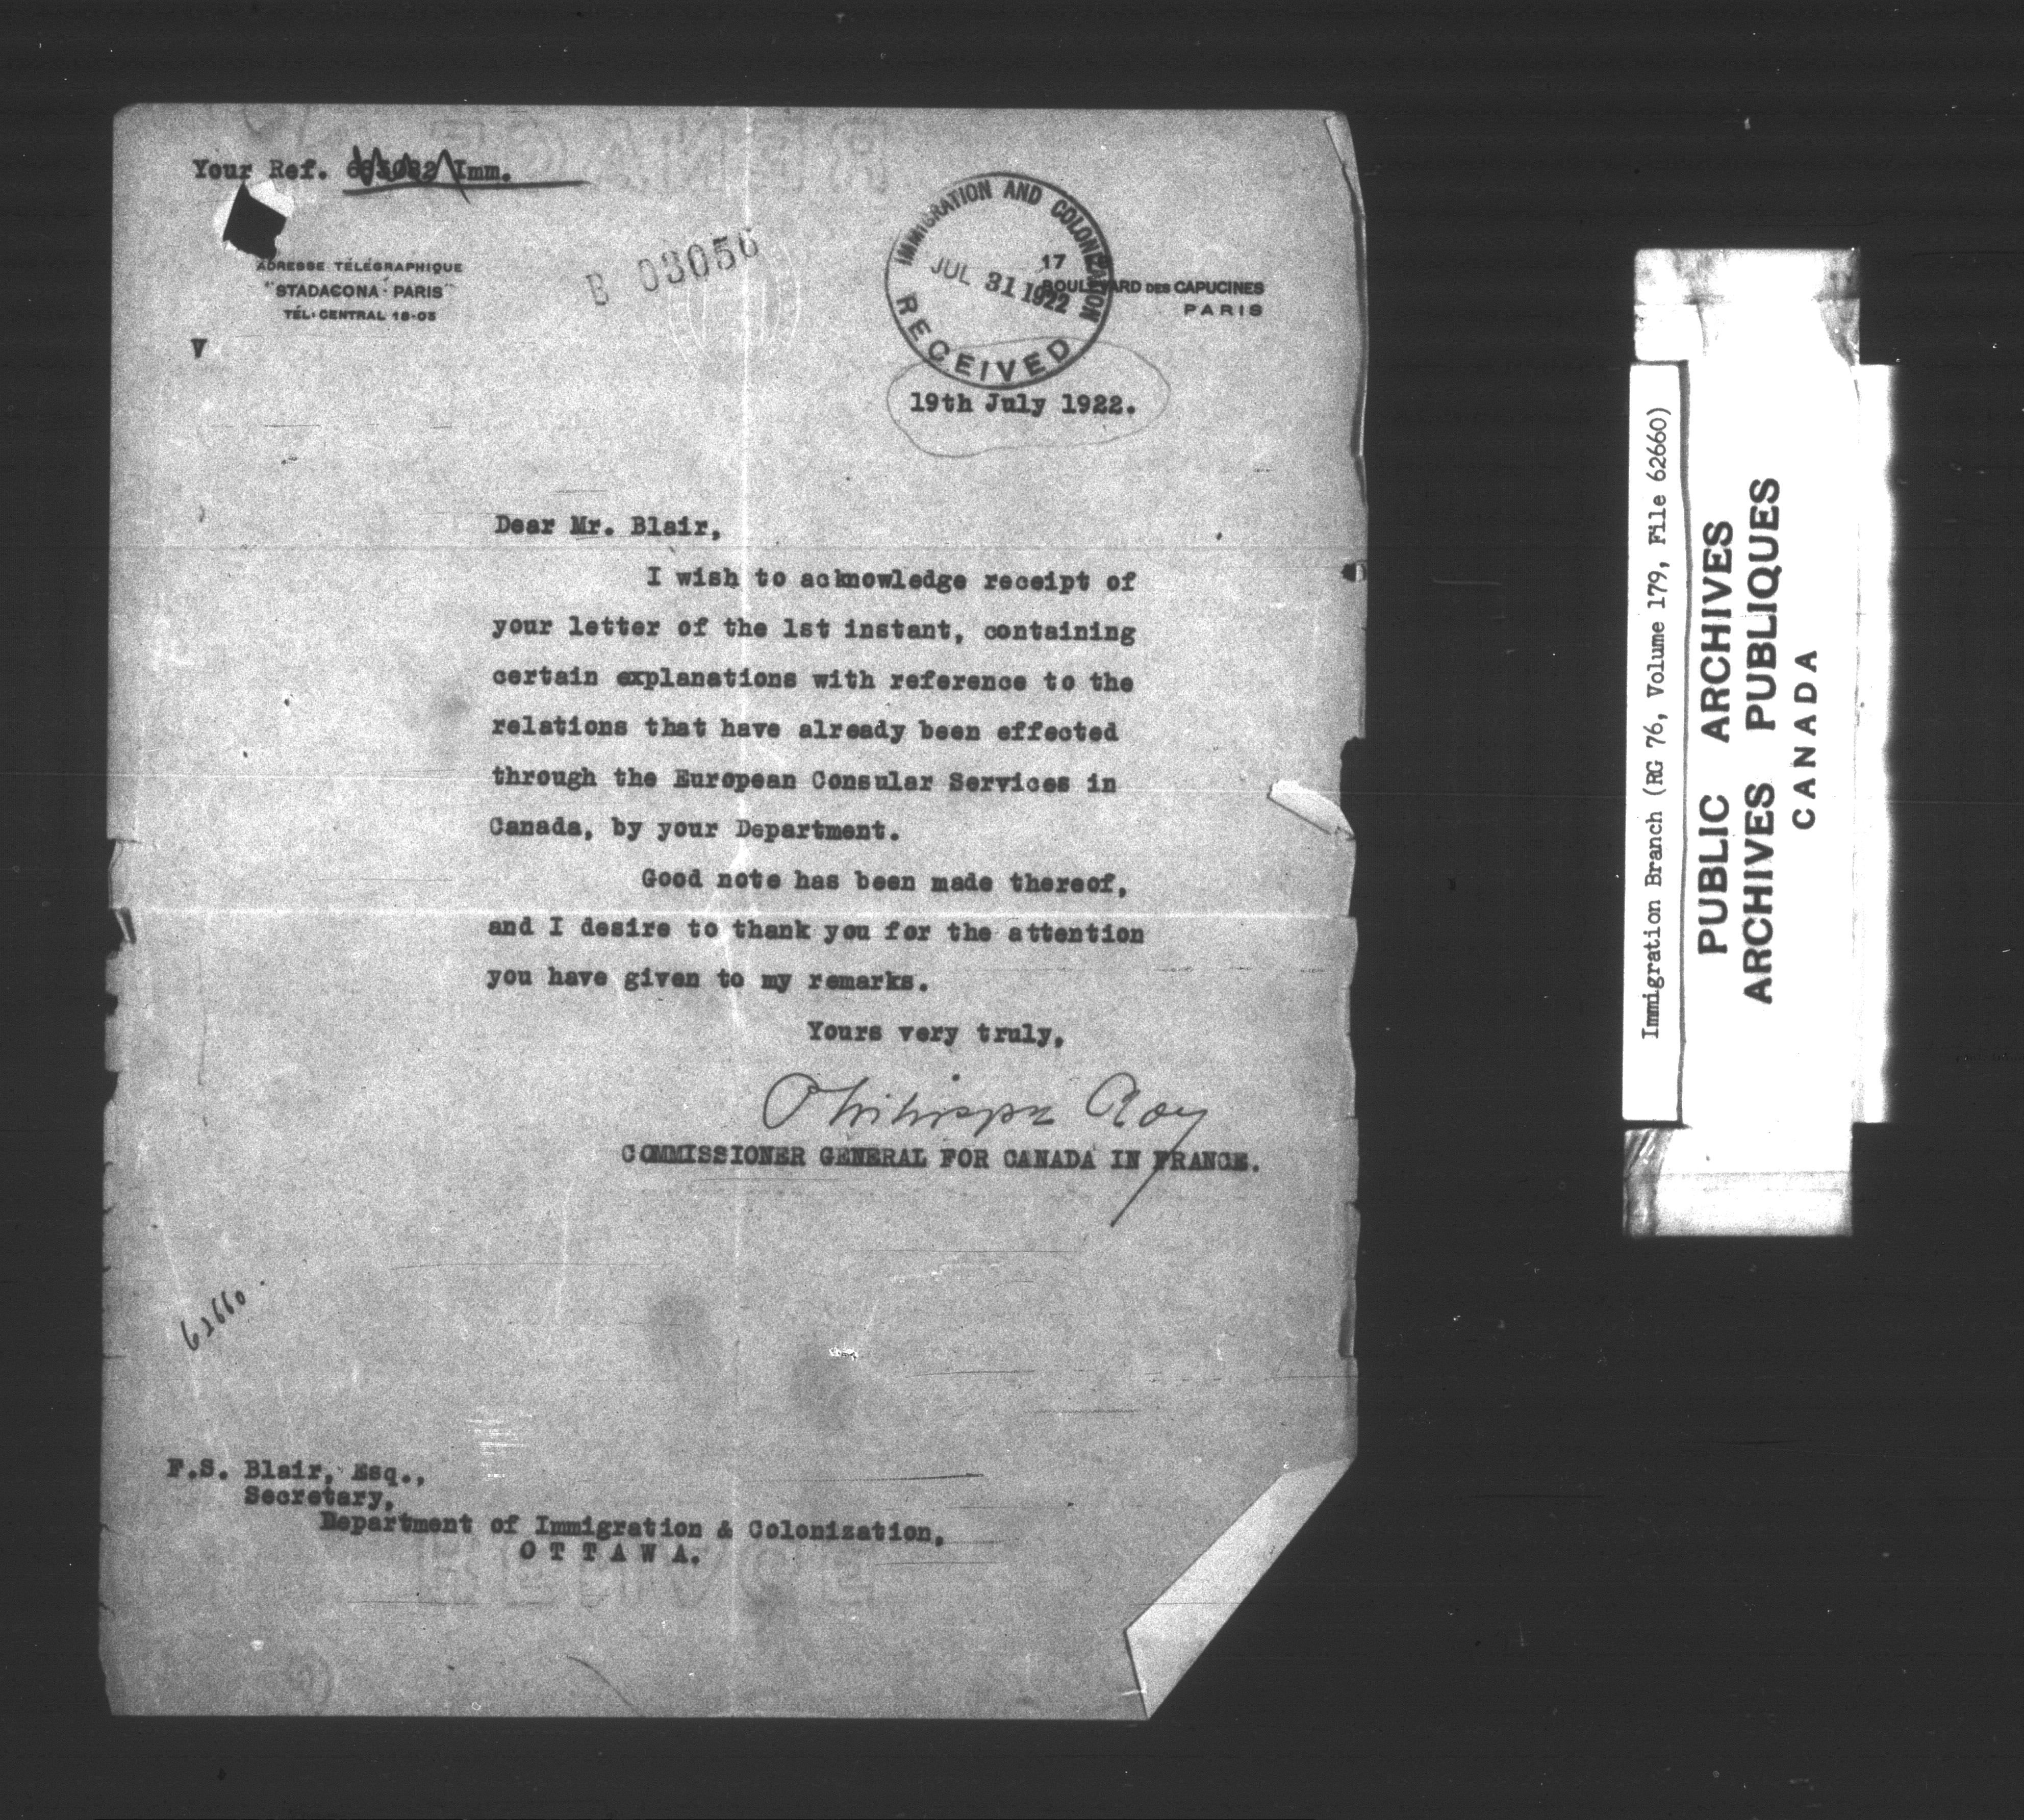 Your Ref. Imm.
ADRESSE TÉLÉGRAPHIQUE
"STADACONA · PARIS"
TÉL: CENTRAL 18-03
V
B 03056
IMMIGRATION AND COLONIZATION
JUL 31 1922
RECEIVED
17
BOULEVARD DES CAPUCINES
PARIS
19th July 1922.
Dear Mr. Blair,
I wish to acknowledge receipt of
your letter of the 1st instant, containing
certain explanations with reference to the
relations that have already been effected
through the European Consular Services in
Canada, by your Department.
Good note has been made thereof,
and I desire to thank you for the attention
you have given to my remarks.
Yours very truly,
Philippe Roy
COMMISSIONER GENERAL FOR CANADA IN FRANCE.
62660
F.S. Blair, Esq.,
Secretary,
Department of Immigration & Colonization,
O T T A W A.
Immigration Branch (RG 76, Volume 179, File 62660)
PUBLIC ARCHIVES
ARCHIVES PUBLIQUES
CANADA